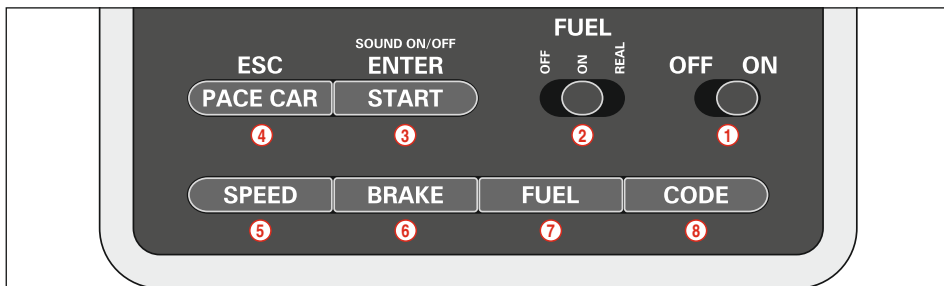 FUEL
SOUND ON/OFF
OFF ON REAL
ESC ENTER OFF ON
PACE CAR START
4 3 2 1
SPEED BRAKE FUEL CODE
5 6 7 8